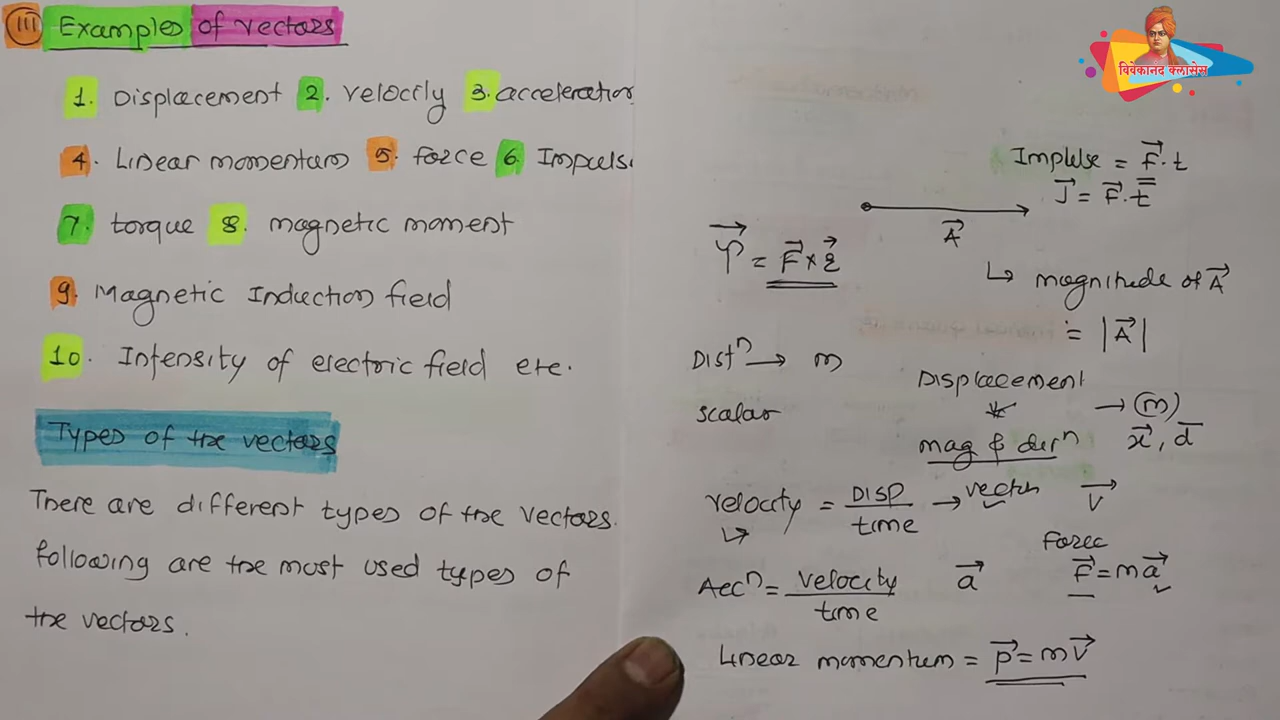 III Examples of vectors
1. Displacement 2. velocity 3. acceleration
4. Linear momentum 5. force 6. Impuls
7. torque 8. magnetic moment
9. Magnetic Induction field
10. Intensity of electric field etc.
Types of the vectors
There are different types of the vectors.
following are the most used types of
the vectors.
विवेकानंद क्लासेस
Impulse = F⃗.t
J⃗ = F⃗.t
A⃗
= F⃗ × r⃗
↳ magnitude of A⃗
= |A⃗|
Distⁿ → m
scalar
Displacement
→ (m)
x⃗, d̅
mag & dirⁿ
velocity = Disp/time → vector v⃗
Accⁿ = velocity/time a⃗
Force
F⃗ = ma⃗
Linear momentum = p⃗ = mv⃗